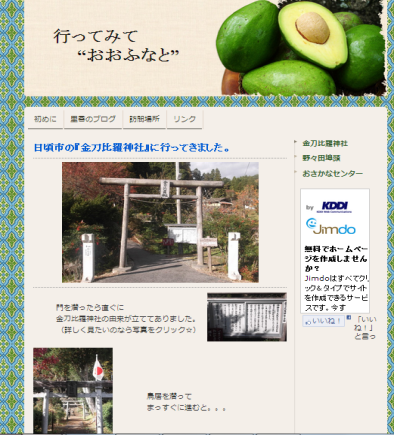 行ってみて
“おおふなと”
初めに
里香のブログ
訪問場所
リンク
日頃市の『金刀比羅神社』に行ってきました。
門を潜ったら直ぐに
金刀比羅神社の由来が立ててありました。
(詳しく見たいのなら写真をクリック☆)
鳥居を潜って
まっすぐに進むと。。。
金刀比羅神社
野々田埠頭
おさかなセンター
by KDDI
Jimdo
無料でホームペー
ジを作成しません
か?
Jimdoはすべてクリ
ック&タイプでサイト
を作成できるサービ
スです。今す
いいね!
「いい
ね!」
と言っ